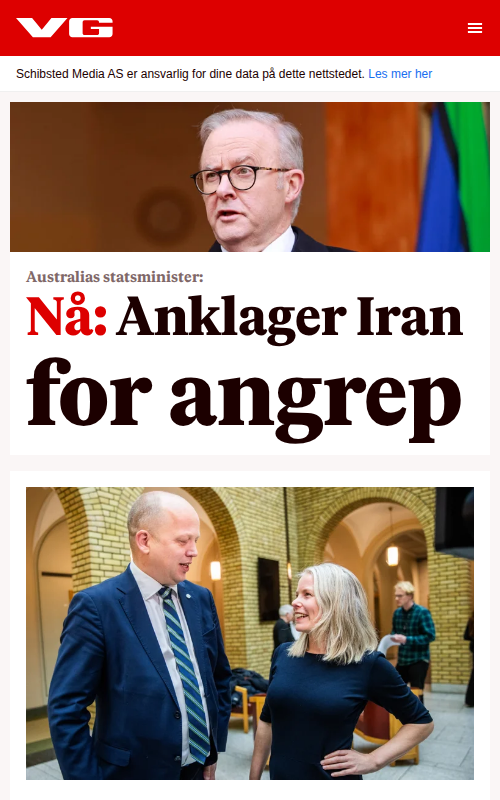 VG
Schibsted Media AS er ansvarlig for dine data på dette nettstedet. Les mer her
Australias statsminister:
Nå: Anklager Iran
for angrep